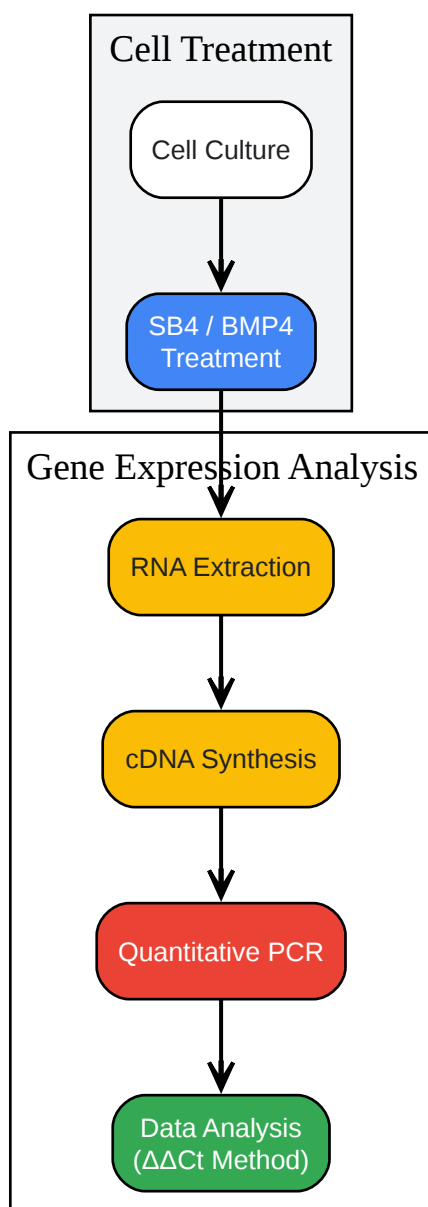 Cell Treatment
Cell Culture
SB4 / BMP4
Treatment
Gene Expression Analysis
RNA Extraction
cDNA Synthesis
Quantitative PCR
Data Analysis
(ΔΔCt Method)